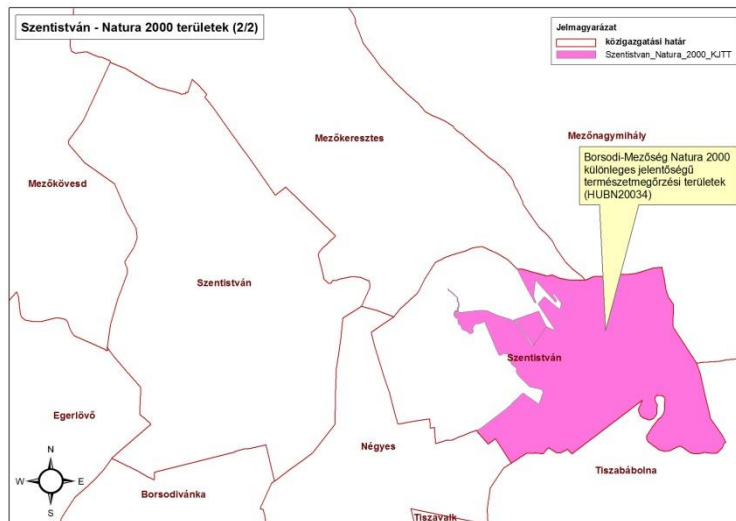 Szentistván - Natura 2000 területek (2/2)
Jelmagyarázat
közigazgatási határ
Szentistvan_Natura_2000_KJTT
Mezőkeresztes
Mezőnagymihály
Borsodi-Mezőség Natura 2000
különleges jelentőségű
természetmegőrzési területek
(HUBN20034)
Mezőkövesd
Szentistván
Szentistván
Egerlövő
Négyes
Tiszabábolna
Borsodivánka
Tiszavalk
N
W
E
S